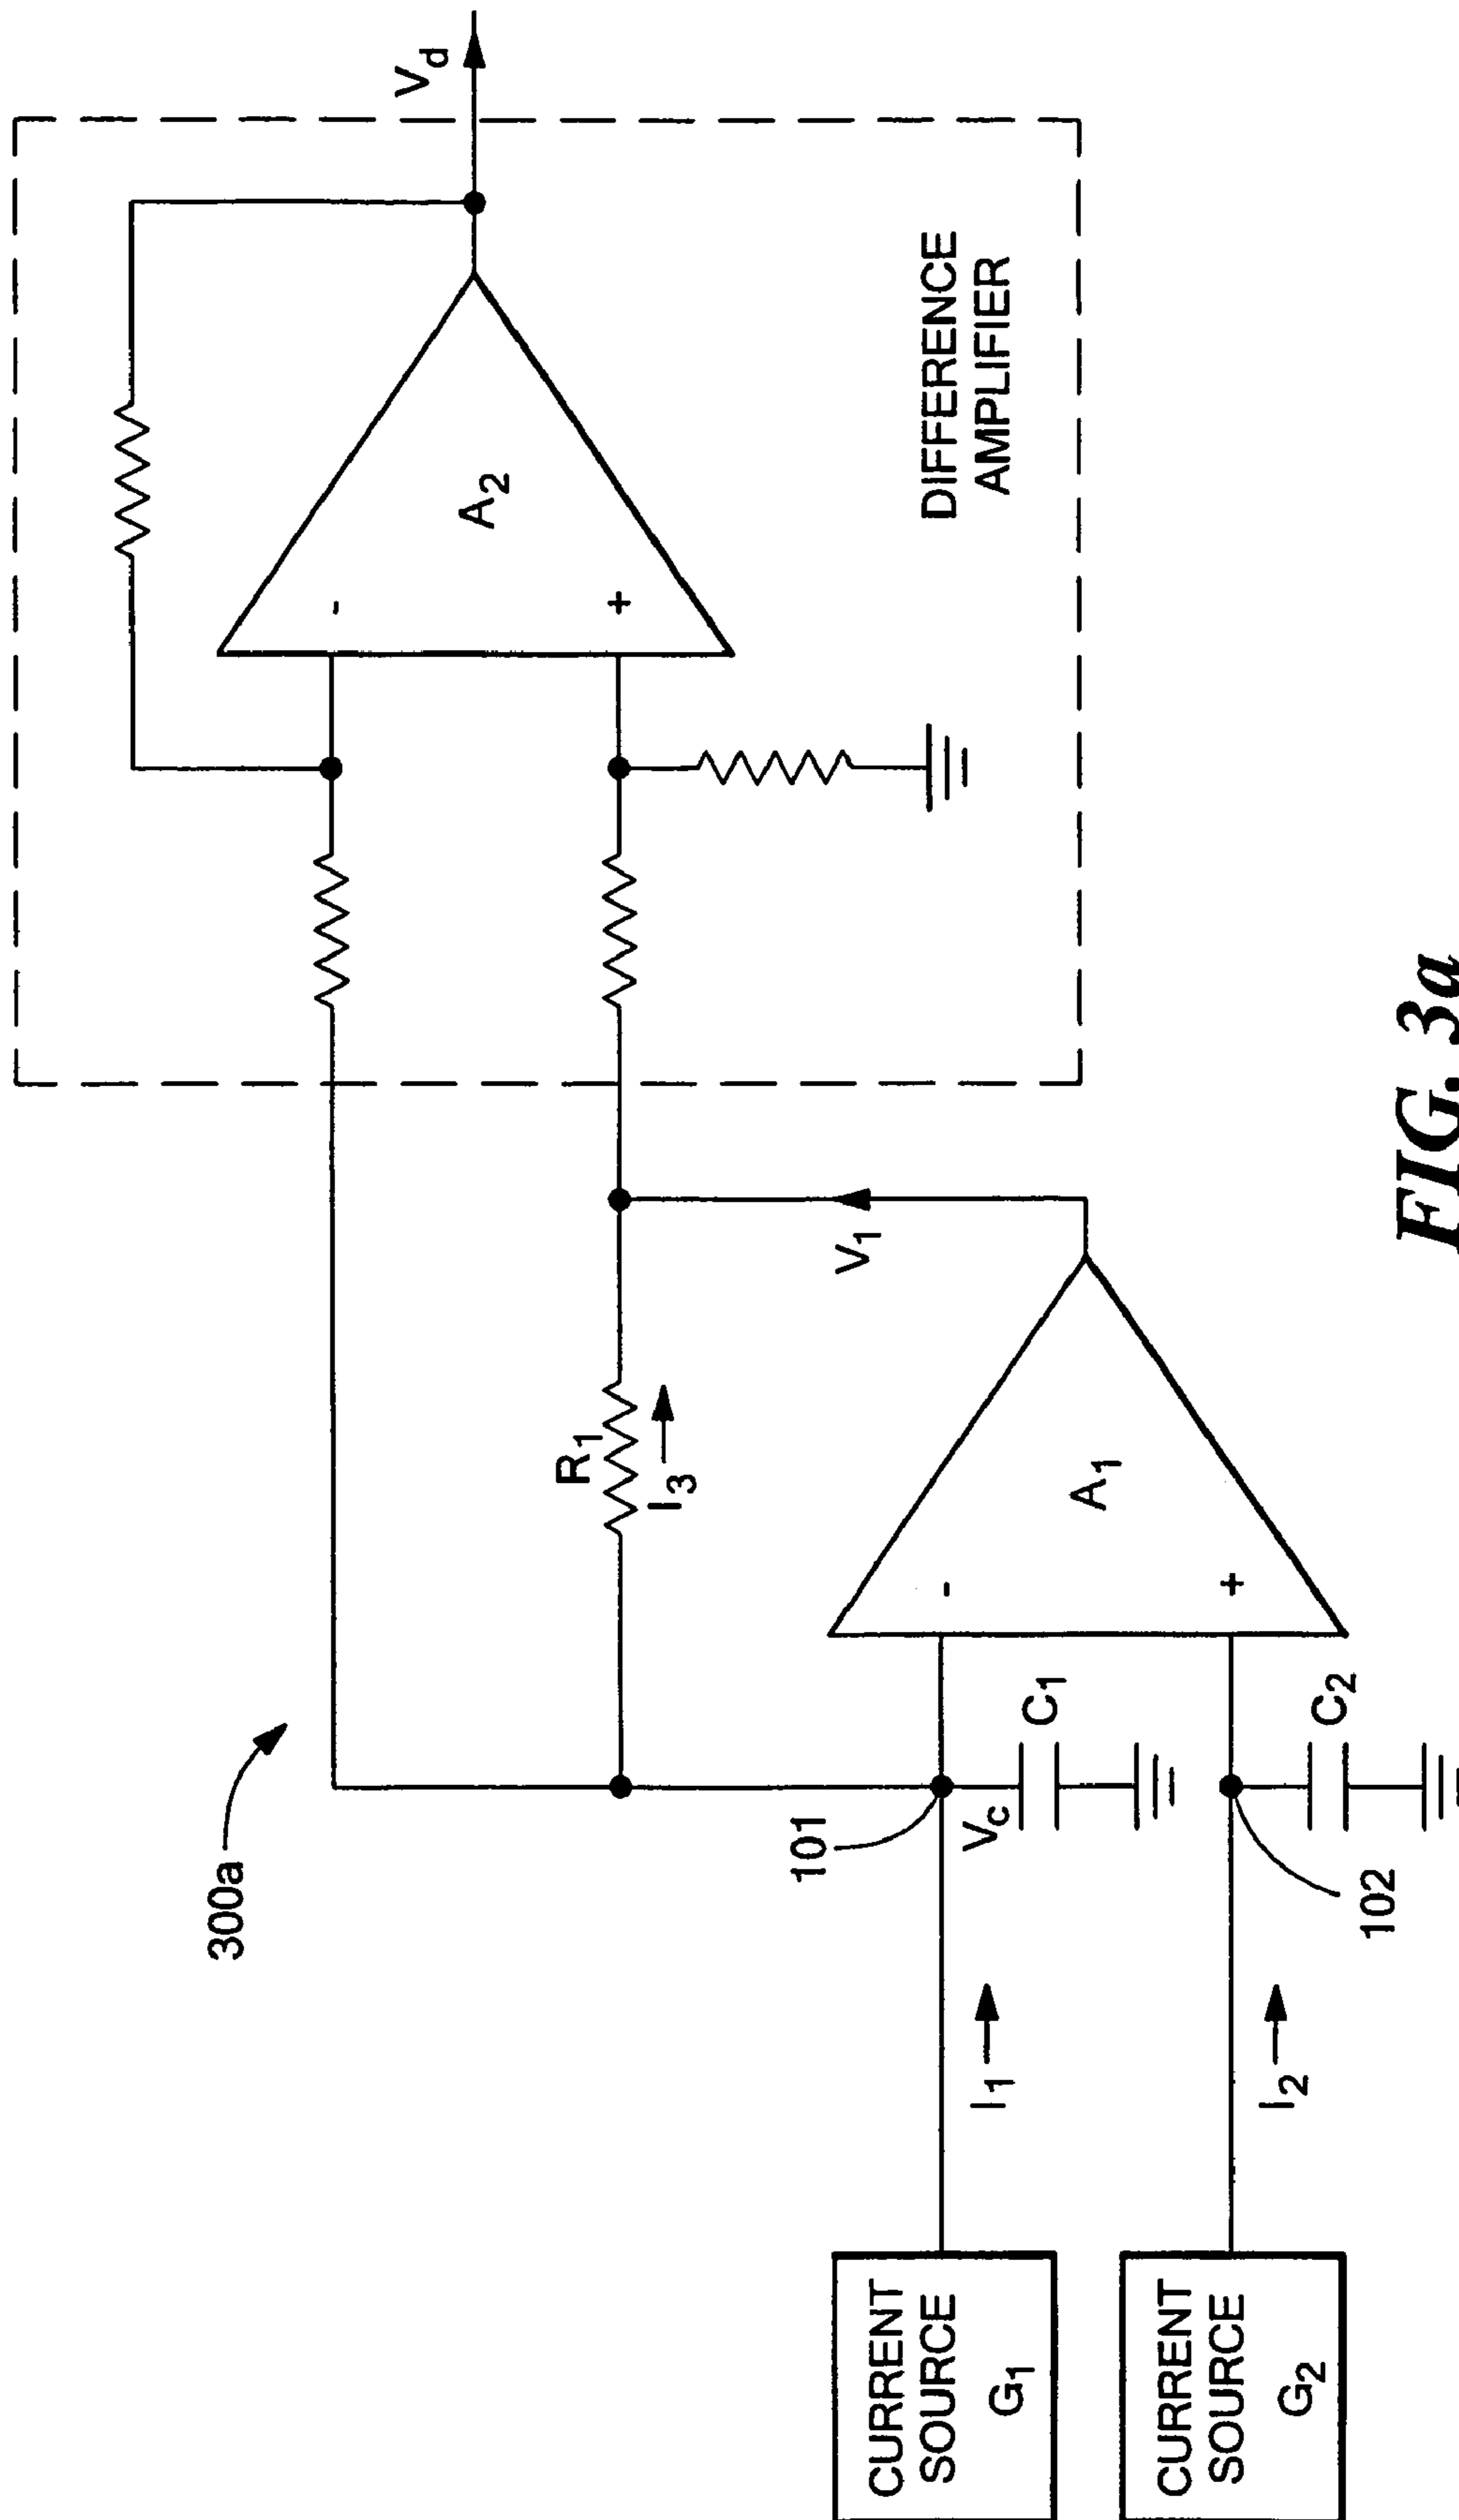 300a
V_d
A_2
-
+
DIFFERENCE
AMPLIFIER
R_1
I_3
V_1
101
V_C
C_1
-
A_1
+
C_2
102
CURRENT
SOURCE
G_1
I_1
CURRENT
SOURCE
G_2
I_2
FIG. 3a